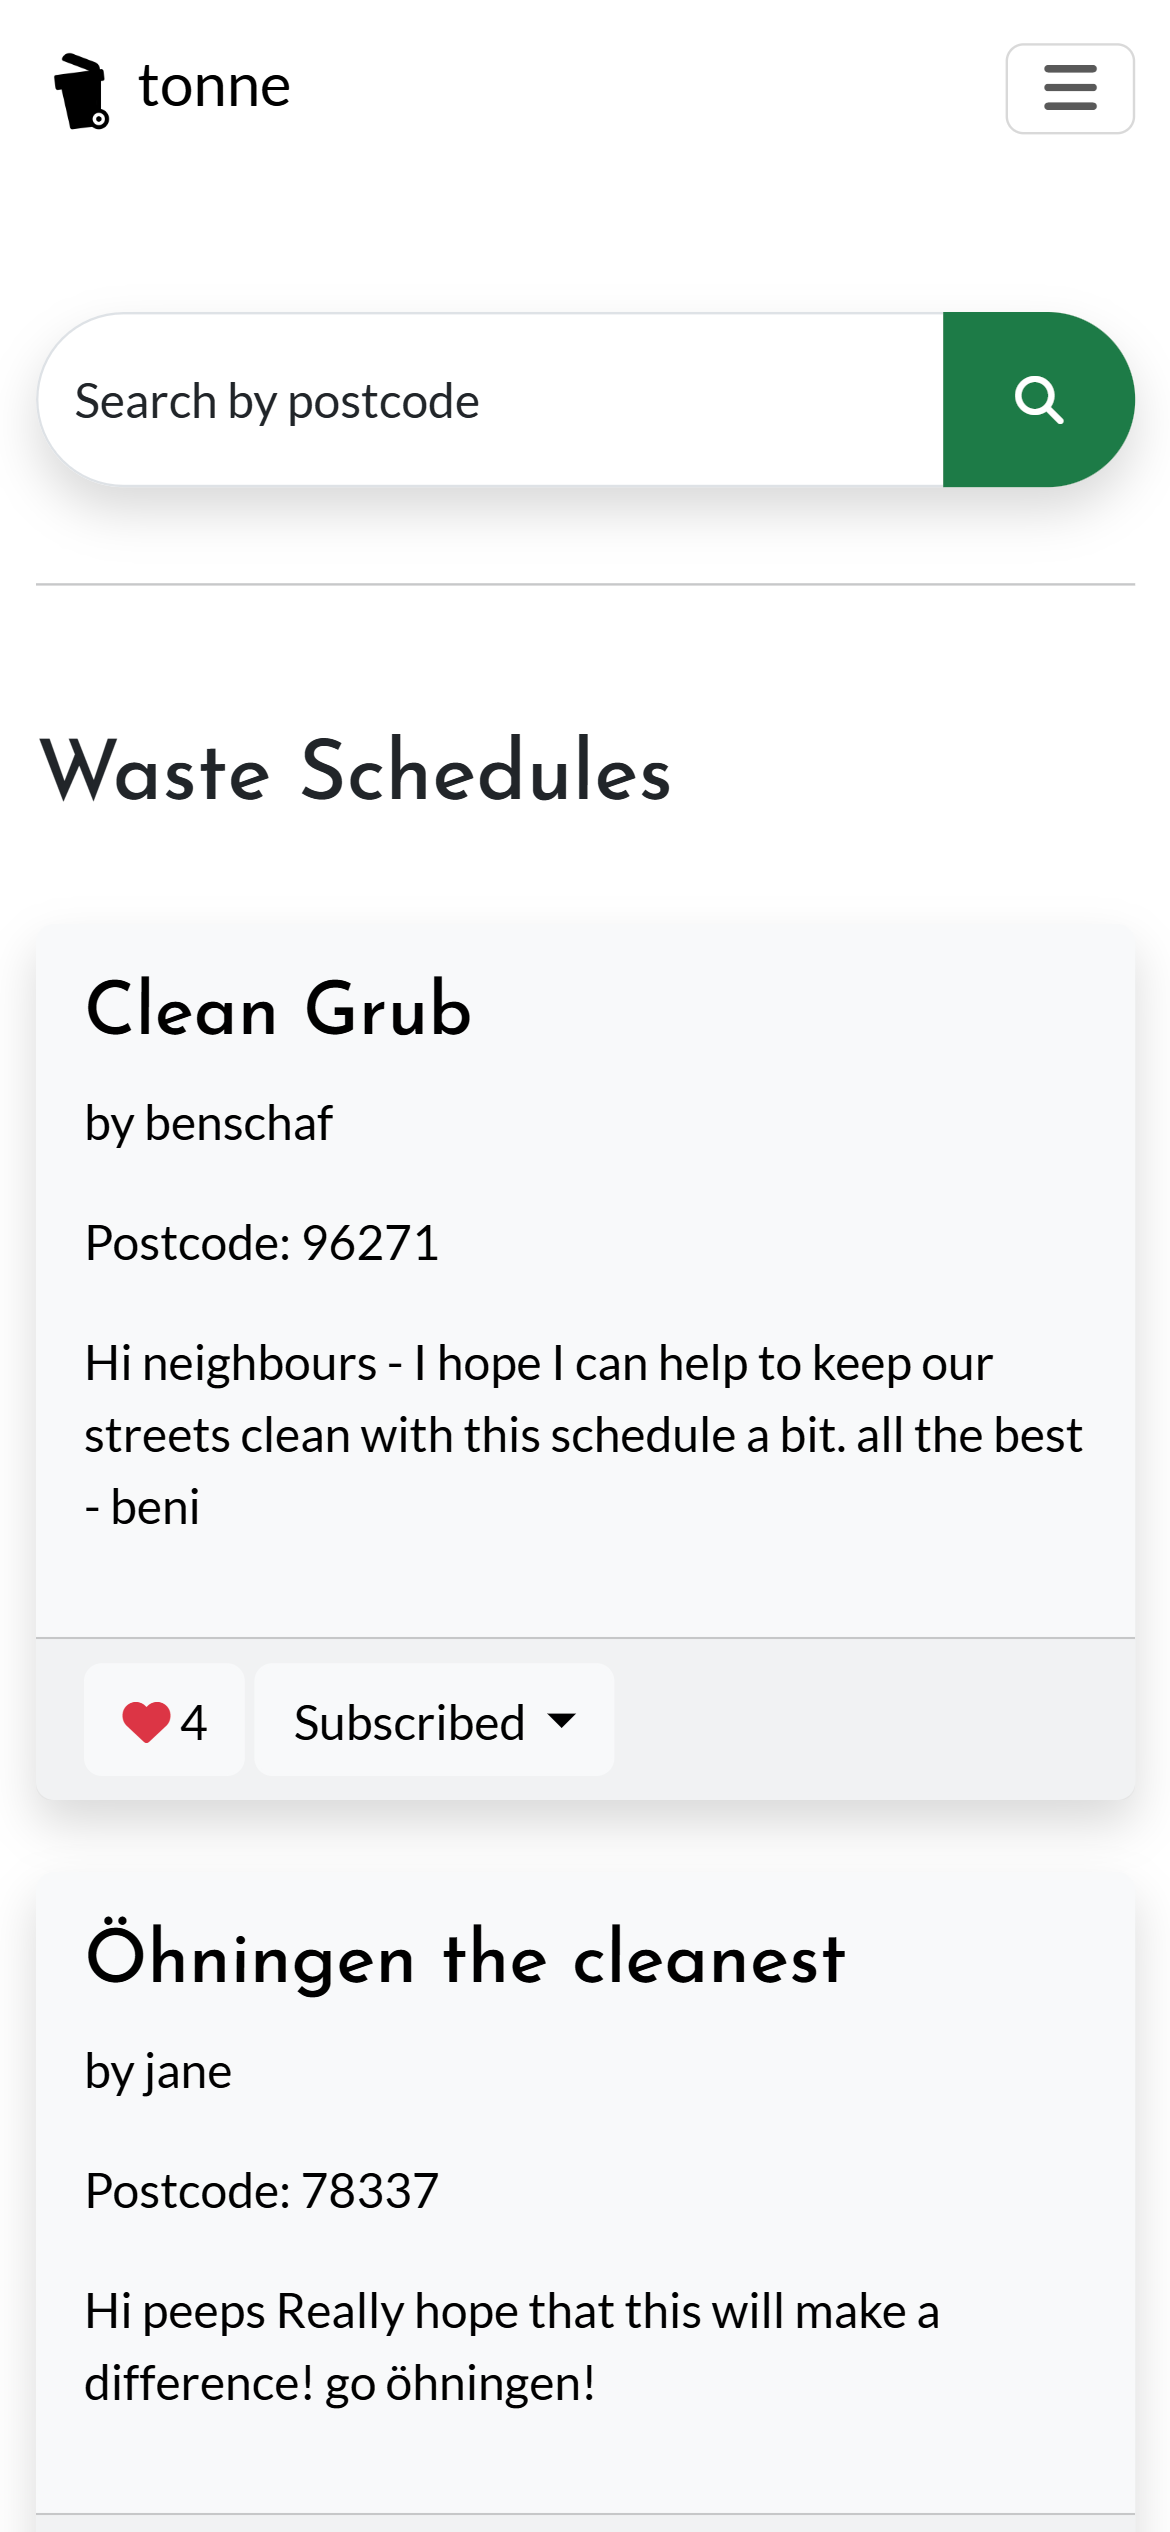 tonne
Search by postcode
Waste Schedules
Clean Grub
by benschaf
Postcode: 96271
Hi neighbours - I hope I can help to keep our
streets clean with this schedule a bit. all the best
- beni
4
Subscribed
Öhningen the cleanest
by jane
Postcode: 78337
Hi peeps Really hope that this will make a
difference! go öhningen!